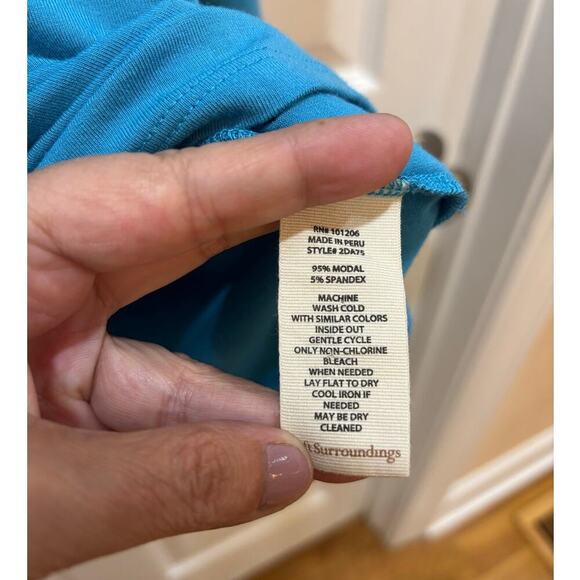 RN# 101206
MADE IN PERU
STYLE# 2DA75
95% MODAL
5% SPANDEX
MACHINE
WASH COLD
WITH SIMILAR COLORS
INSIDE OUT
GENTLE CYCLE
ONLY NON-CHLORINE
BLEACH
WHEN NEEDED
LAY FLAT TO DRY
COOL IRON IF
NEEDED
MAY BE DRY
CLEANED
Surroundings